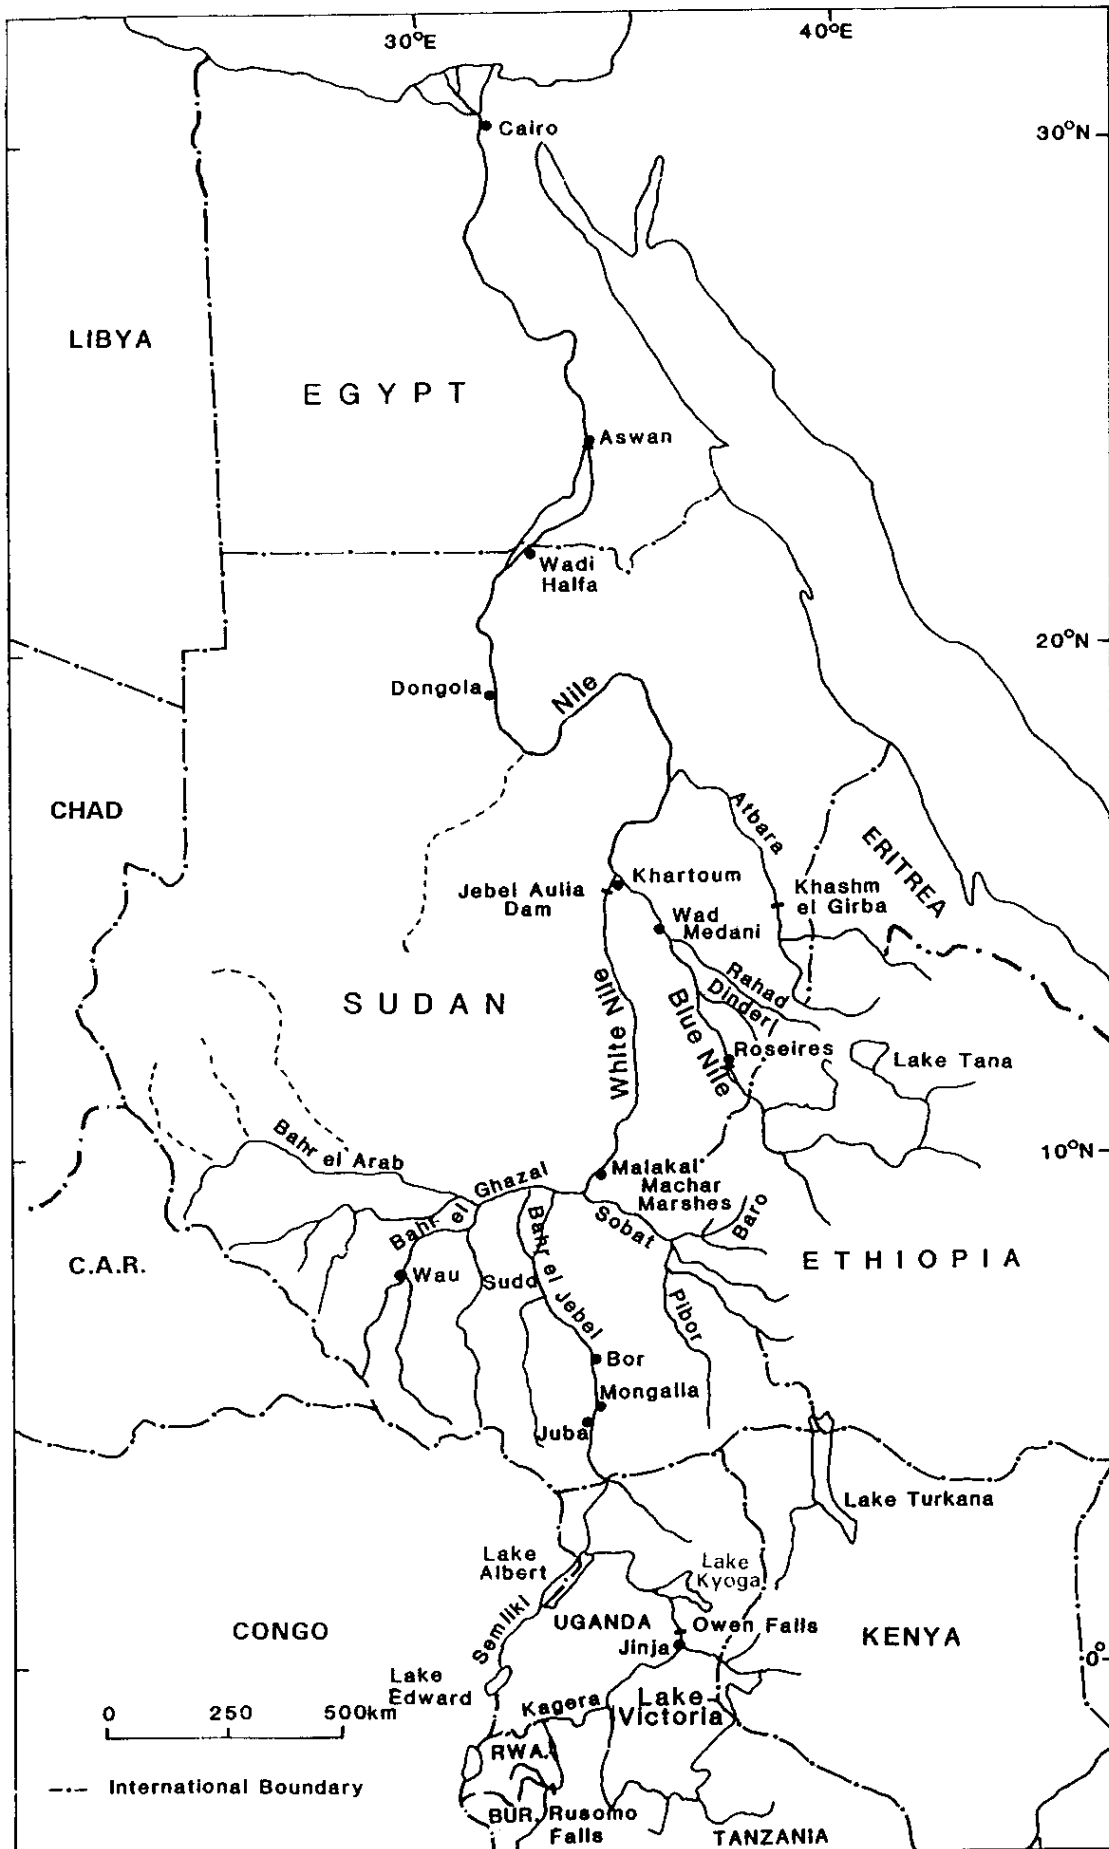 30°E
40°E
Cairo
30°N
LIBYA
EGYPT
Aswan
Wadi
Halfa
20°N
Dongola
Nile
CHAD
Atbara
ERITREA
Khartoum
Jebel Aulia
Dam
Khashm
el Girba
Wad
Medani
Rahad
Dinderl
White Nile
Blue Nile
SUDAN
Roseires
Lake Tana
Bahr el Arab
10°N
Bahr el Ghazal
Malakal
Machar
Marshes
Sobat
Baro
C.A.R.
ETHIOPIA
Wau
Sudd
Bahr el Jebel
Pibor
Bor
Mongalla
Juba
Lake Turkana
Lake
Albert
Lake
Kyoga
Semliki
UGANDA
Owen Falls
Jinja
CONGO
KENYA
0°
Lake
Edward
Kagera
Lake
Victoria
0 250 500km
RWA.
International Boundary
BUR.
Rusomo
Falls
TANZANIA